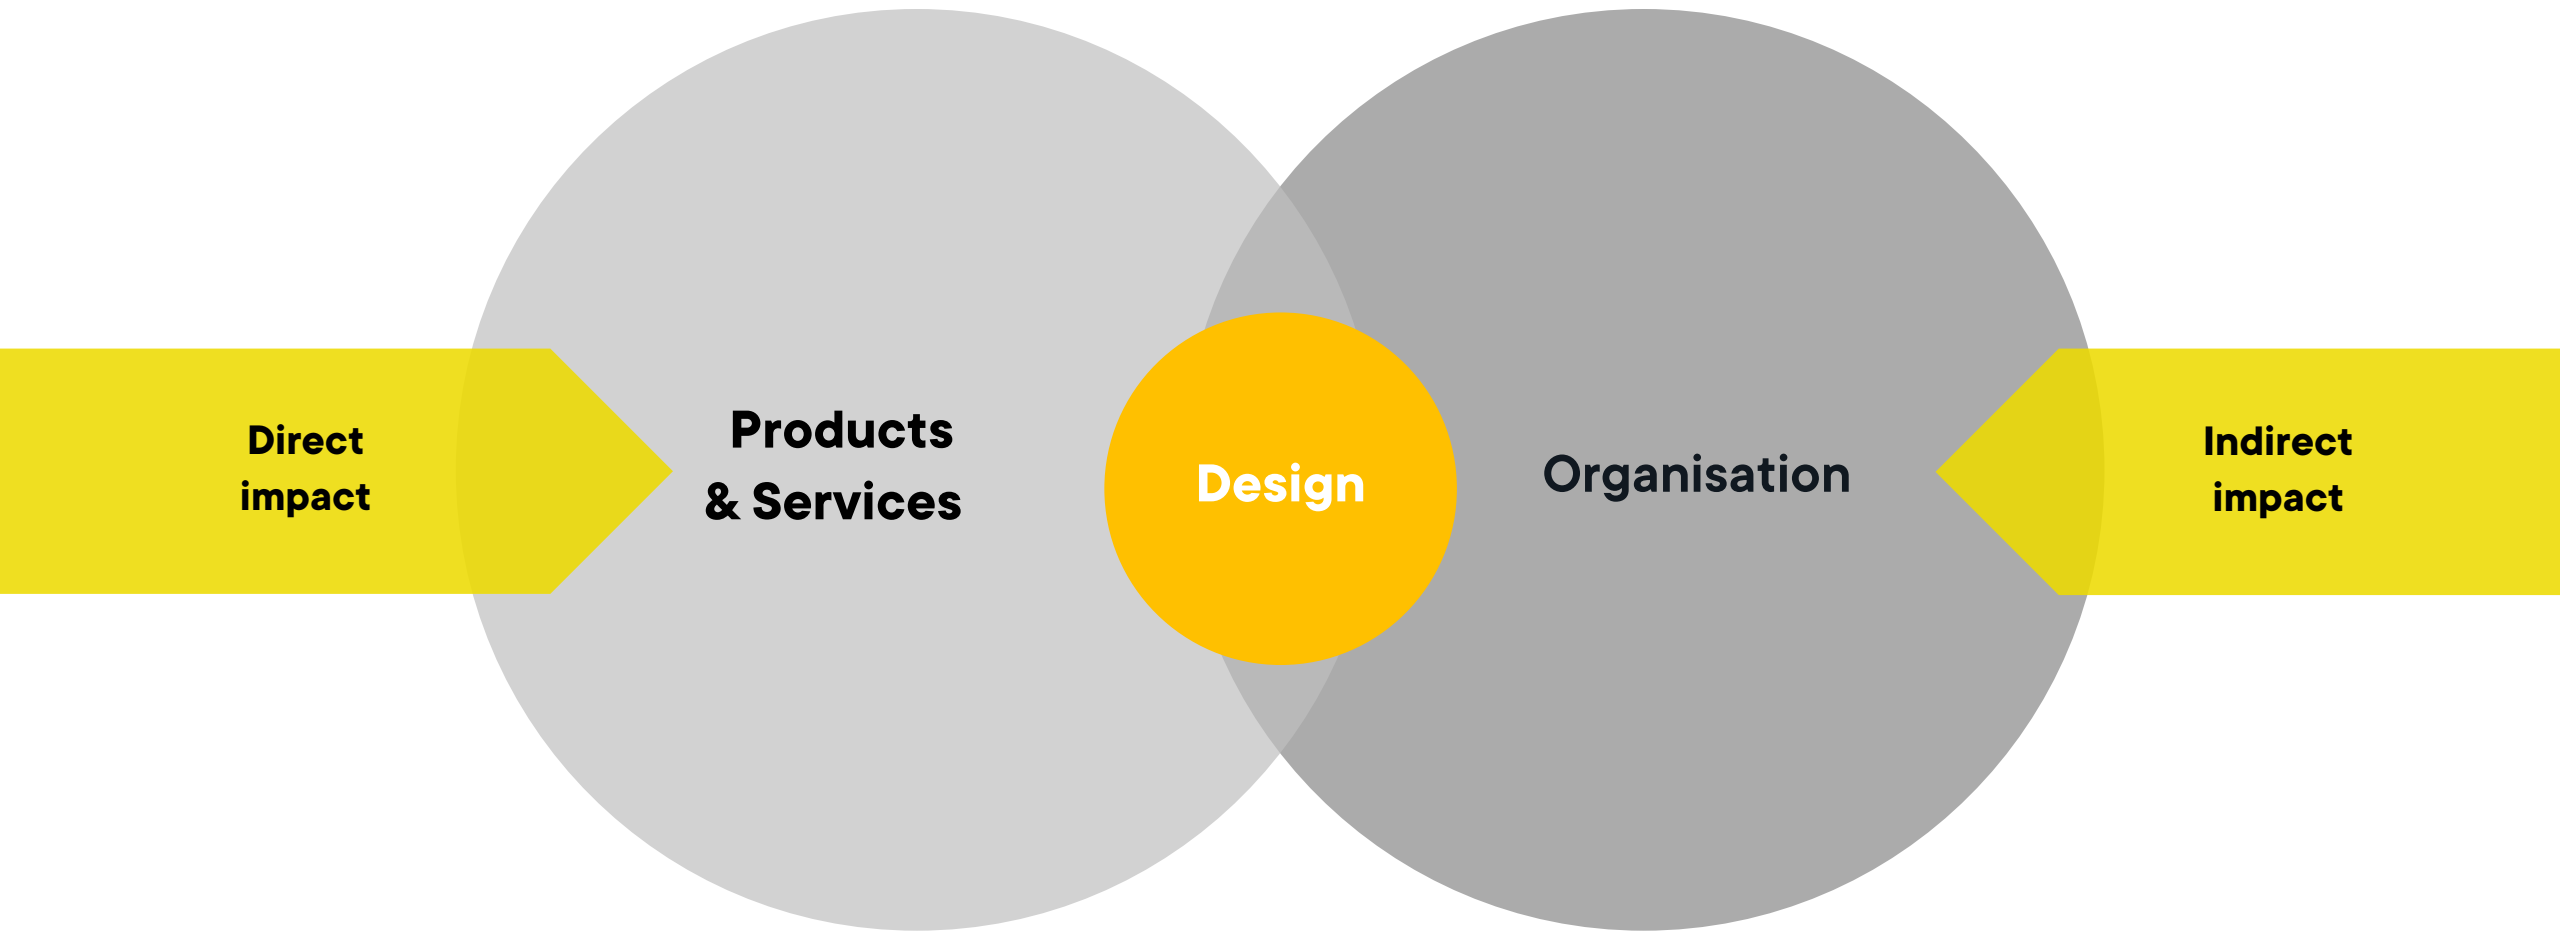 Direct
impact
Products
& Services
Design
Organisation
Indirect
impact